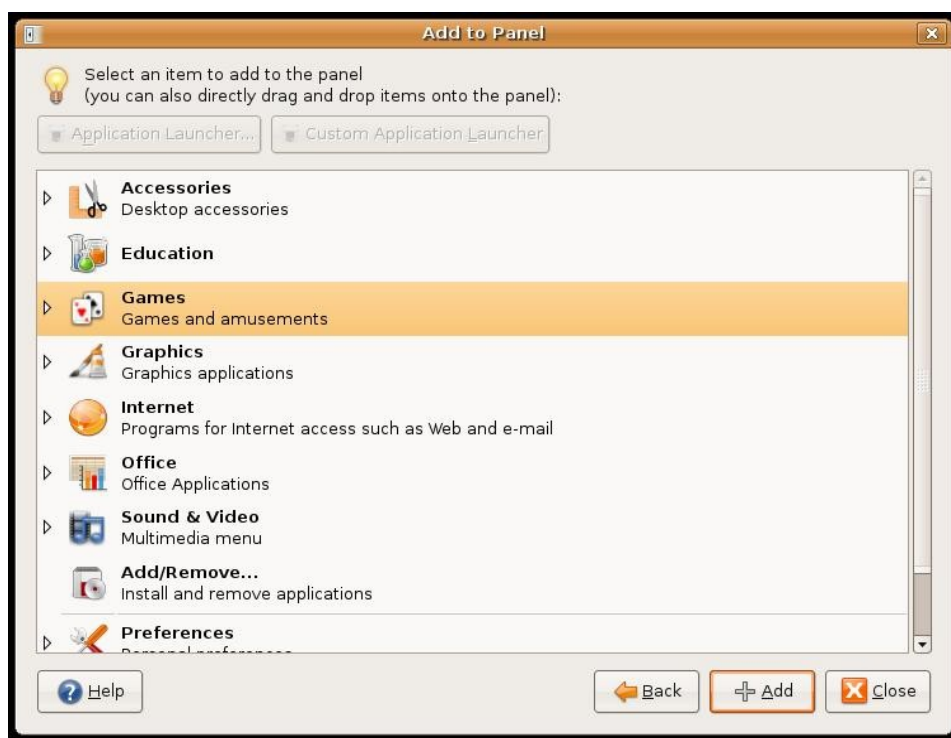 Add to Panel
Select an item to add to the panel
(you can also directly drag and drop items onto the panel):
Application Launcher...
Custom Application Launcher
Accessories
Desktop accessories
Education
Games
Games and amusements
Graphics
Graphics applications
Internet
Programs for Internet access such as Web and e-mail
Office
Office Applications
Sound & Video
Multimedia menu
Add/Remove...
Install and remove applications
Preferences
Personal preferences
Help
Back
Add
Close